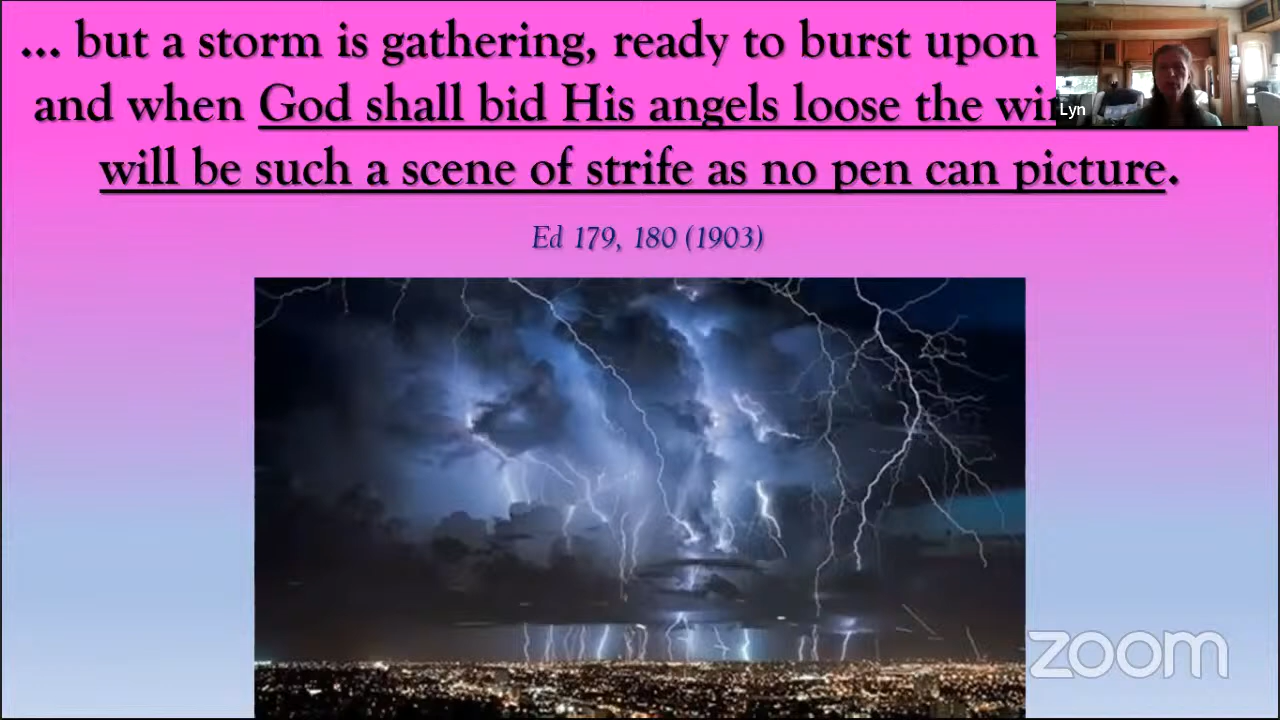 ... but a storm is gathering, ready to burst upon
and when God shall bid His angels loose the
will be such a scene of strife as no pen can picture.
Ed 179, 180 (1903)
Lyn
zoom